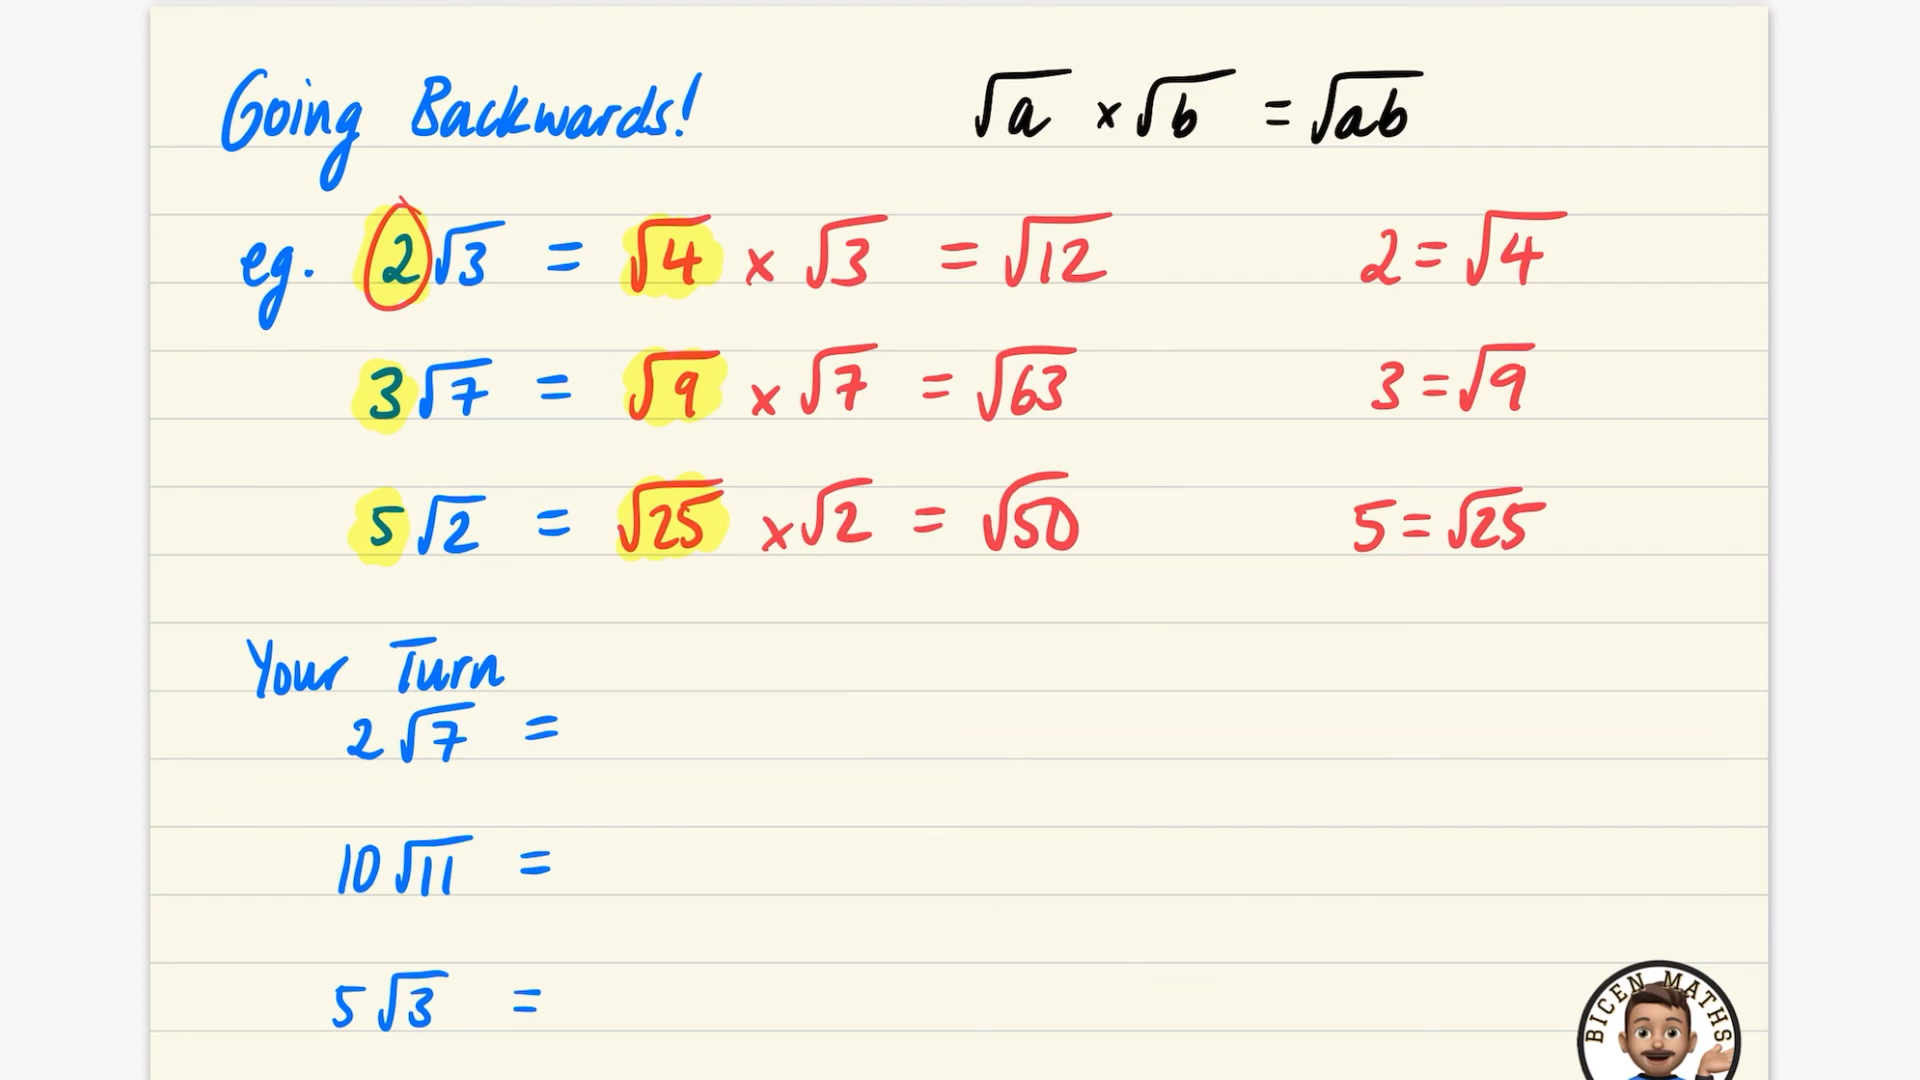 Going Backwards! √a × √b = √ab
eg. 2√3 = √4 × √3 = √12 2 = √4
3√7 = √9 × √7 = √63 3 = √9
5√2 = √25 × √2 = √50 5 = √25
Your Turn
2√7 =
10√11 =
5√3 =
BICEN MATHS